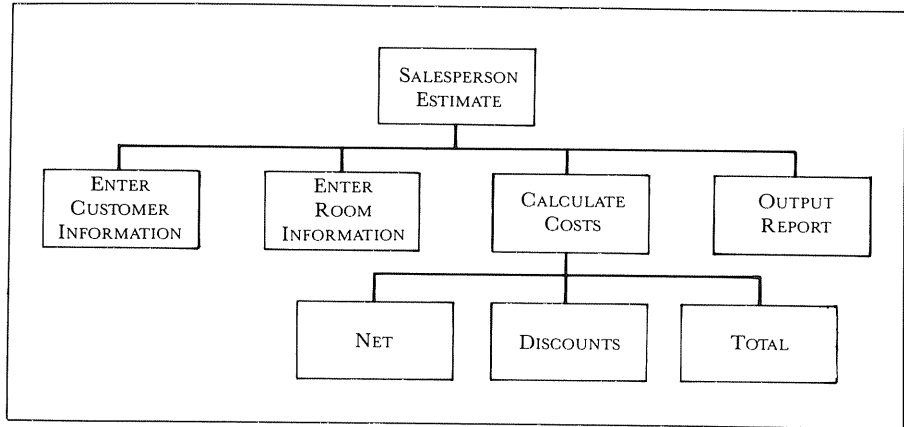 SALESPERSON
ESTIMATE
ENTER
CUSTOMER
INFORMATION
ENTER
ROOM
INFORMATION
CALCULATE
COSTS
OUTPUT
REPORT
NET
DISCOUNTS
TOTAL